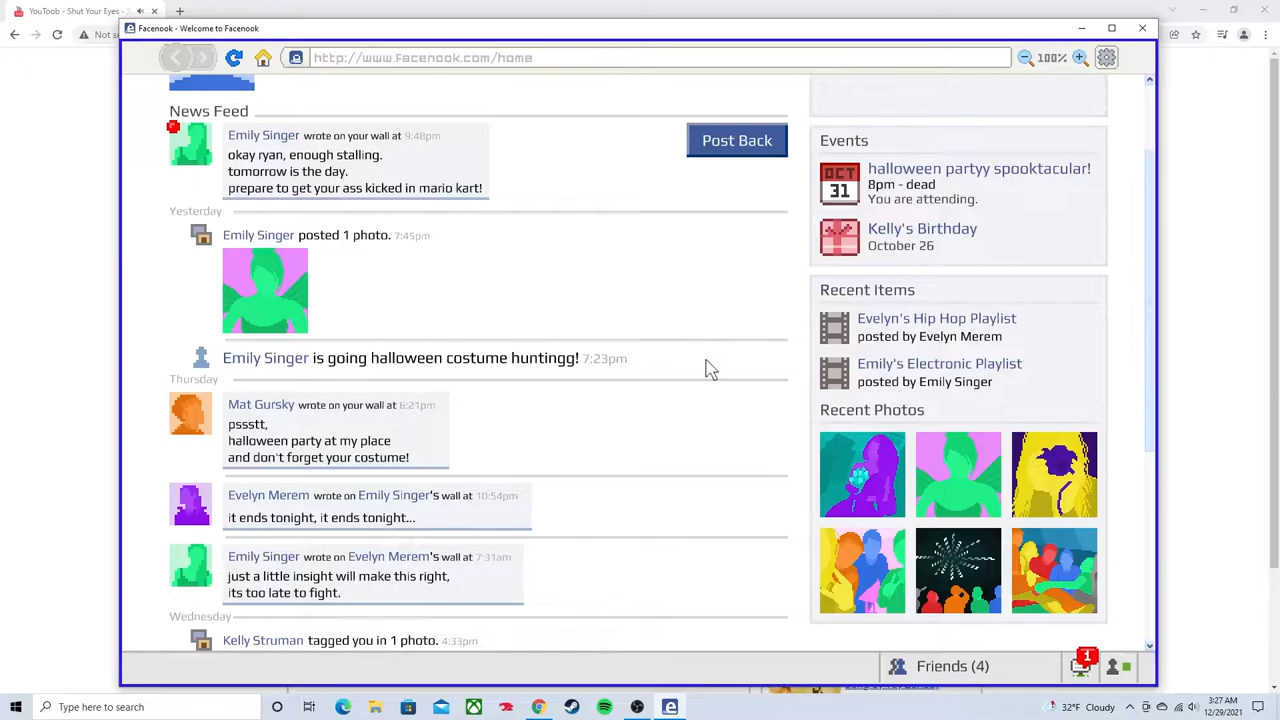 YouToob - Shut Your Eyes -
Not se
Facenook - Welcome to Facenook
http://www.facenook.com/home
100%
News Feed
Emily Singer wrote on your wall at 9:48pm
okay ryan, enough stalling.
tomorrow is the day.
prepare to get your ass kicked in mario kart!
Post Back
Yesterday
Emily Singer posted 1 photo. 7:45pm
Emily Singer is going halloween costume huntingg! 7:23pm
Thursday
Mat Gursky wrote on your wall at 6:21pm
psssttt,
halloween party at my place
and don't forget your costume!
Evelyn Merem wrote on Emily Singer's wall at 10:54pm
it ends tonight, it ends tonight...
Emily Singer wrote on Evelyn Merem's wall at 7:31am
just a little insight will make this right,
its too late to fight.
Wednesday
Kelly Struman tagged you in 1 photo. 4:33pm
Events
OCT
31
halloween partyy spooktacular!
8pm - dead
You are attending.
Kelly's Birthday
October 26
Recent Items
Evelyn's Hip Hop Playlist
posted by Evelyn Merem
Emily's Electronic Playlist
posted by Emily Singer
Recent Photos
Friends (4)
1
Type here to search
32°F Cloudy
3:27 AM
12/29/2021